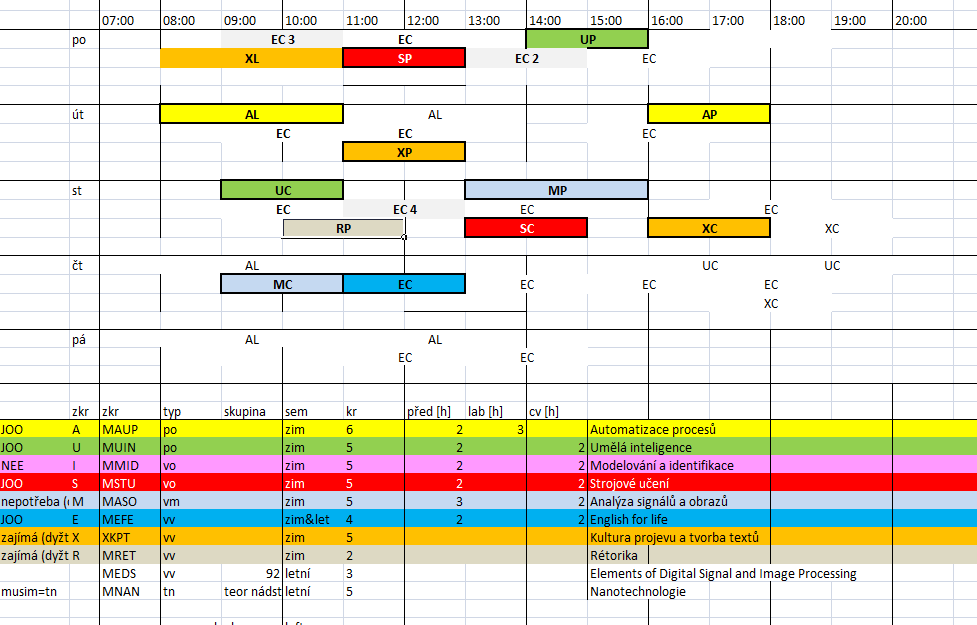 07:00 08:00 09:00 10:00 11:00 12:00 13:00 14:00 15:00 16:00 17:00 18:00 19:00 20:00
po EC 3 EC UP
XL SP EC 2 EC
út AL AL AP
EC EC EC
XP
st UC MP
EC EC 4 EC EC
RP SC XC XC
čt AL UC UC
MC EC EC EC EC
XC
pá AL AL
EC EC
zkr zkr typ skupina sem kr před [h] lab [h] cv [h]
JOO A MAUP po zim 6 2 3 Automatizace procesů
JOO U MUIN po zim 5 2 2 Umělá inteligence
NEE I MMID vo zim 5 2 2 Modelování a identifikace
JOO S MSTU vo zim 5 2 2 Strojové učení
nepotřeba ( M MASO vm zim 5 3 2 Analýza signálů a obrazů
JOO E MEFE vv zim&let 4 2 2 English for life
zajímá (dyžt X XKPT vv zim 5 Kultura projevu a tvorba textů
zajímá (dyžt R MRET vv zim 2 Rétorika
MEDS vv 92 letní 3 Elements of Digital Signal and Image Processing
musim=tn MNAN tn teor nádst letní 5 Nanotechnologie